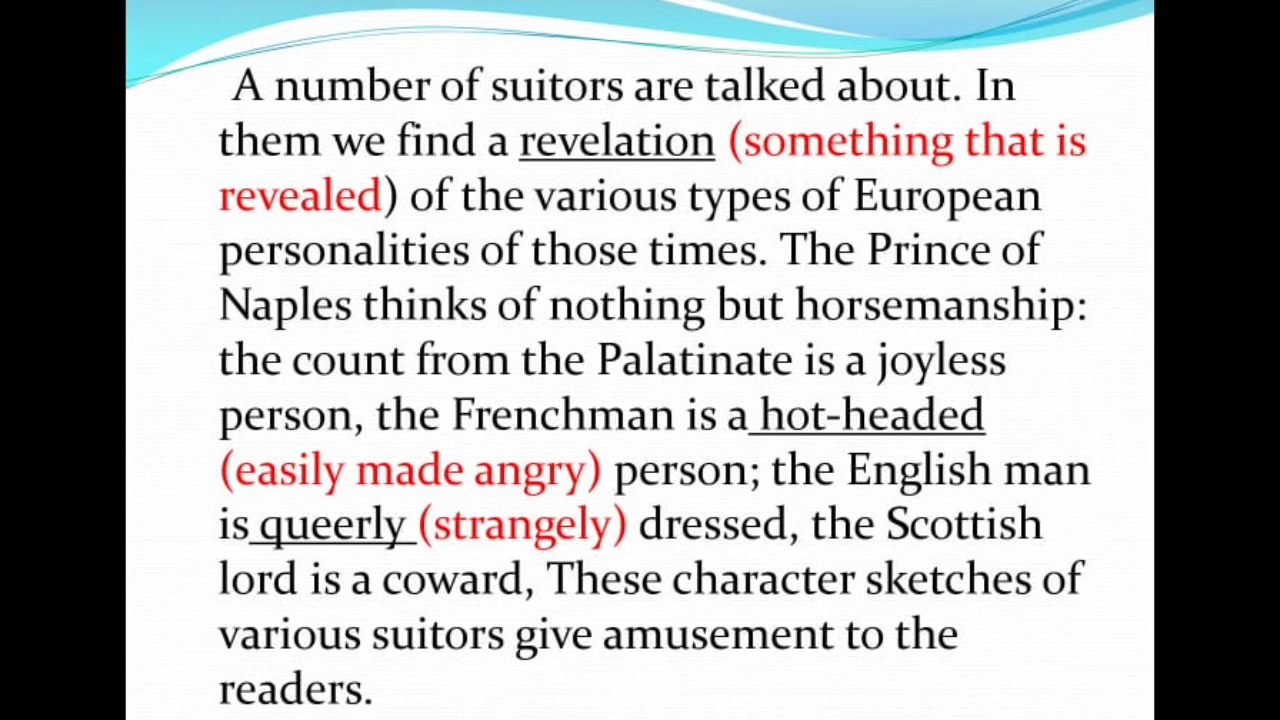 A number of suitors are talked about. In
them we find a revelation (something that is
revealed) of the various types of European
personalities of those times. The Prince of
Naples thinks of nothing but horsemanship:
the count from the Palatinate is a joyless
person, the Frenchman is a hot-headed
(easily made angry) person; the English man
is queerly (strangely) dressed, the Scottish
lord is a coward, These character sketches of
various suitors give amusement to the
readers.